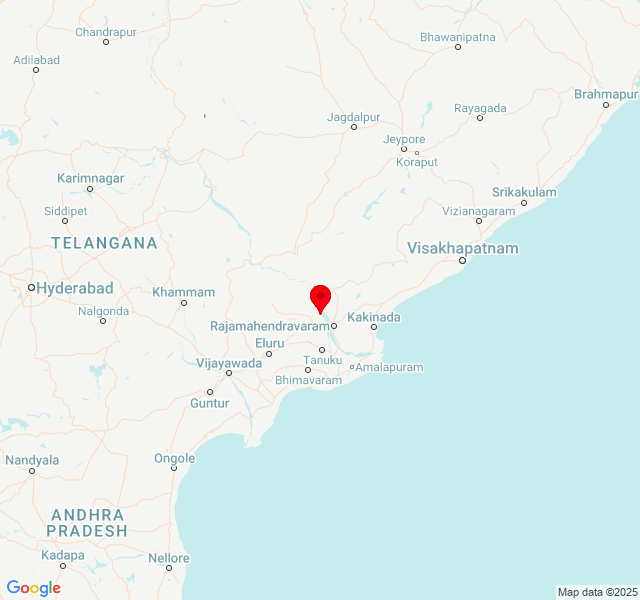 Chandrapur
Bhawanipatna
Adilabad
Brahmapur
Rayagada
Jagdalpur
Jeypore
Koraput
Karimnagar
Srikakulam
Siddipet
Vizianagaram
TELANGANA
Visakhapatnam
Hyderabad
Khammam
Nalgonda
Kakinada
Rajamahendravaram
Eluru
Tanuku
Vijayawada
Amalapuram
Bhimavaram
Guntur
Ongole
Nandyala
ANDHRA
PRADESH
Kadapa
Nellore
Google
Map data ©2025